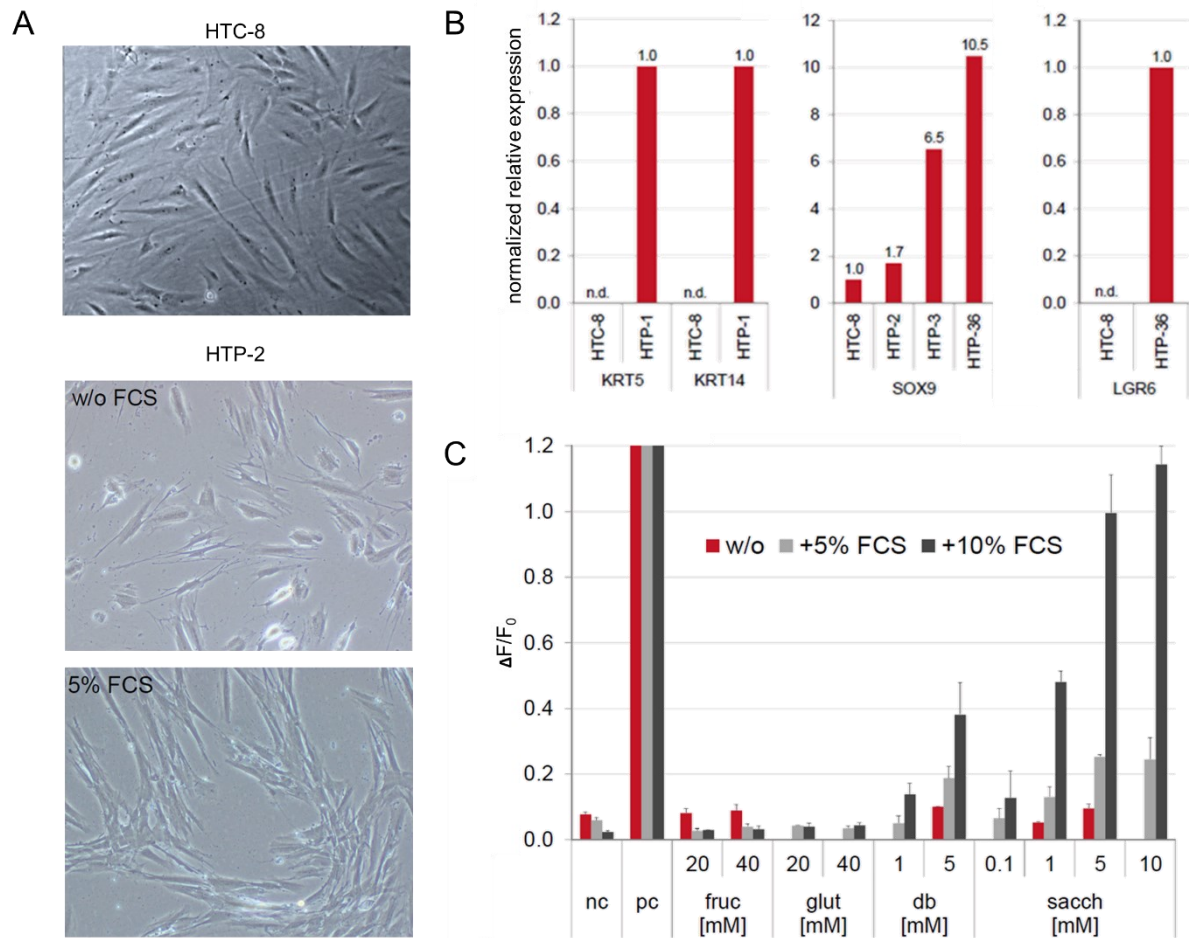 A
HTC-8
HTP-2
w/o FCS
5% FCS
B
normalized relative expression
1.2
1.0
0.8
0.6
0.4
0.2
0.0
n.d.
1.0
n.d.
1.0
HTC-8
HTP-1
HTC-8
HTP-1
KRT5
KRT14
12
10
8
6
4
2
0
1.0
1.7
6.5
10.5
HTC-8
HTP-2
HTP-3
HTP-36
SOX9
1.2
1.0
0.8
0.6
0.4
0.2
0.0
n.d.
1.0
HTC-8
HTP-36
LGR6
C
ΔF/F0
1.2
1.0
0.8
0.6
0.4
0.2
0.0
w/o +5% FCS +10% FCS
20 40 20 40 1 5 0.1 1 5 10
nc pc fruc glut db sacch
[mM] [mM] [mM] [mM]